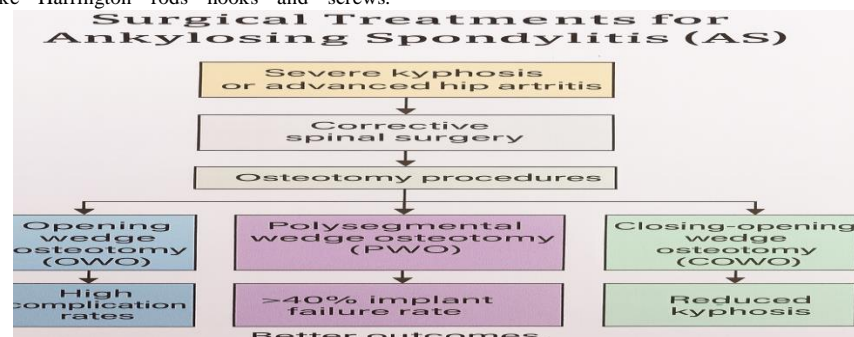 ke Harrington rods hooks and screws.
Surgical Treatments for
Ankylosing Spondylitis (AS)
Severe kyphosis
or advanced hip artritis
Corrective
spinal surgery
Osteotomy procedures
Opening
wedge
osteotomy
(OWO)
Polysegmental
wedge osteotomy
(PWO)
Closing-opening
wedge
osteotomy
(COWO)
High
complication
rates
>40% implant
failure rate
Reduced
kyphosis
Better outcomes